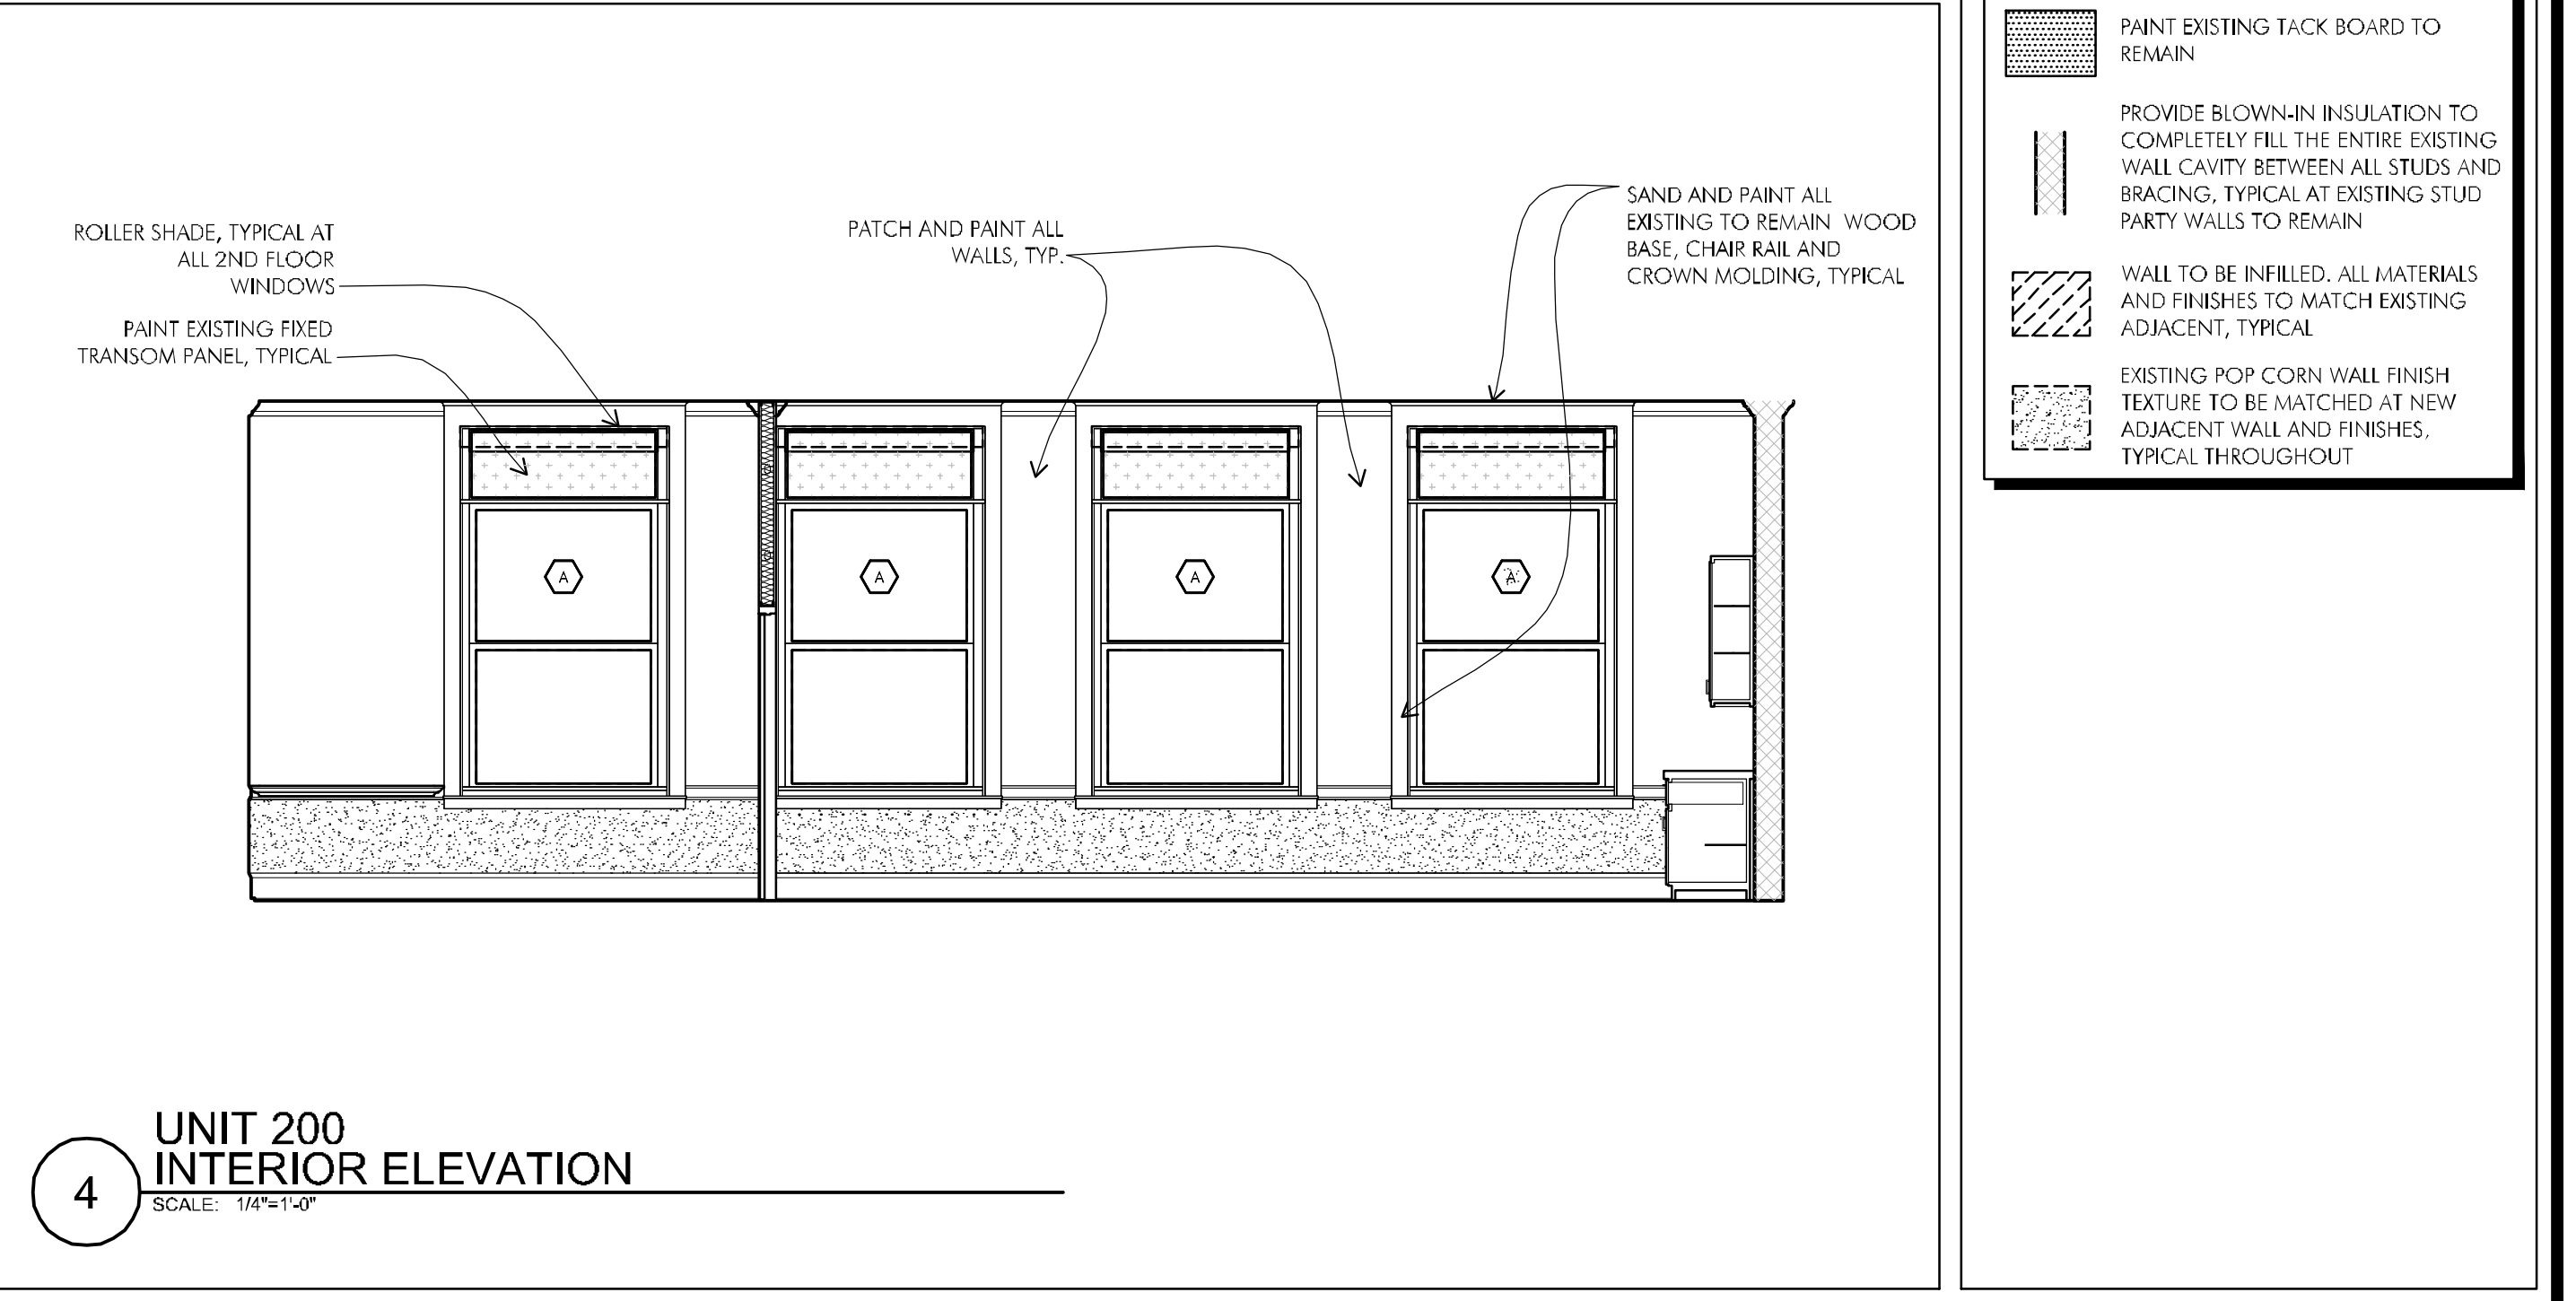 ROLLER SHADE, TYPICAL AT
ALL 2ND FLOOR
WINDOWS
PAINT EXISTING FIXED
TRANSOM PANEL, TYPICAL
PATCH AND PAINT ALL
WALLS, TYP.
SAND AND PAINT ALL
EXISTING TO REMAIN WOOD
BASE, CHAIR RAIL AND
CROWN MOLDING, TYPICAL
A
A
A
A
UNIT 200
INTERIOR ELEVATION
4
SCALE: 1/4"=1'-0"
PAINT EXISTING TACK BOARD TO
REMAIN
PROVIDE BLOWN-IN INSULATION TO
COMPLETELY FILL THE ENTIRE EXISTING
WALL CAVITY BETWEEN ALL STUDS AND
BRACING, TYPICAL AT EXISTING STUD
PARTY WALLS TO REMAIN
WALL TO BE INFILLED. ALL MATERIALS
AND FINISHES TO MATCH EXISTING
ADJACENT, TYPICAL
EXISTING POP CORN WALL FINISH
TEXTURE TO BE MATCHED AT NEW
ADJACENT WALL AND FINISHES,
TYPICAL THROUGHOUT